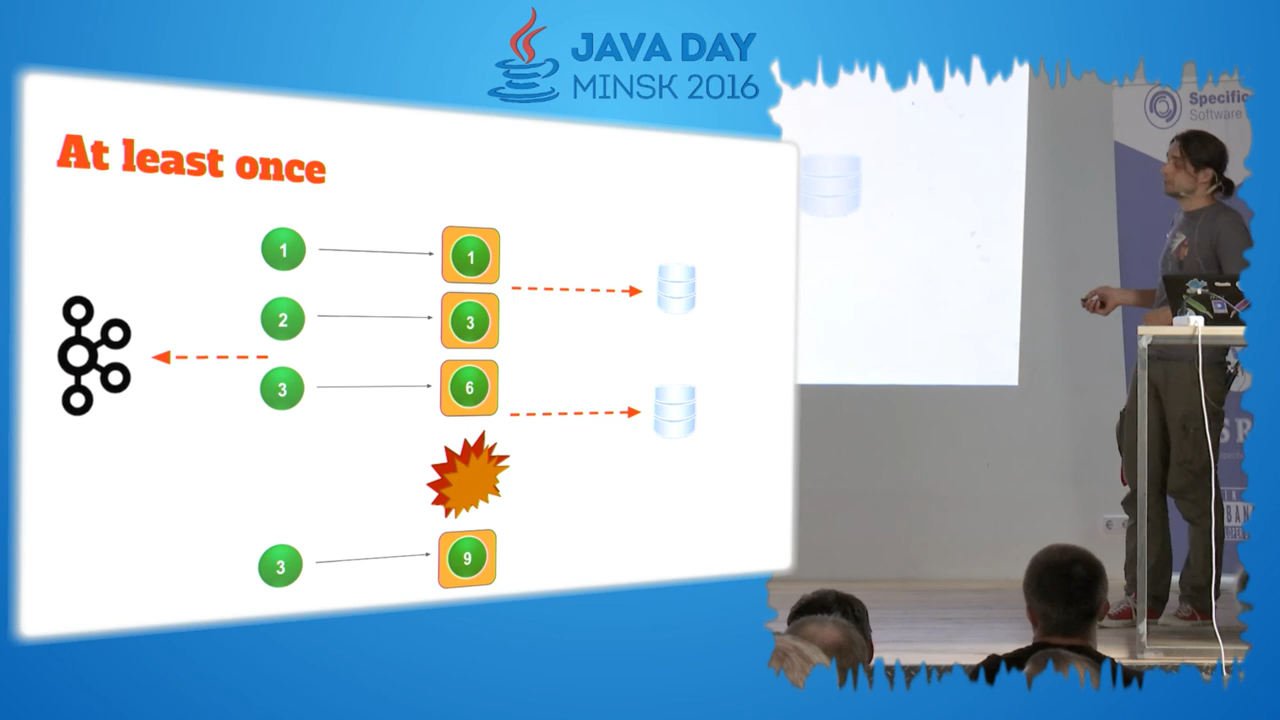 JAVA DAY
MINSK 2016
At least once
1
1
2
3
3
6
3
9
Specific
Software